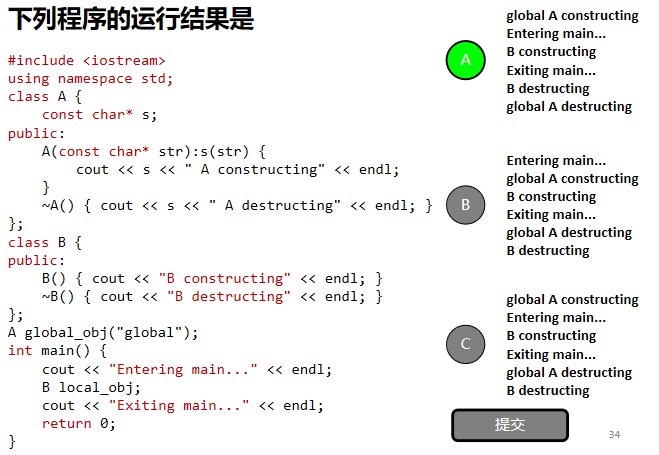 下列程序的运行结果是
#include <iostream>
using namespace std;
class A {
    const char* s;
public:
    A(const char* str):s(str) {
        cout << s << " A constructing" << endl;
    }
    ~A() { cout << s << " A destructing" << endl; }
};
class B {
public:
    B() { cout << "B constructing" << endl; }
    ~B() { cout << "B destructing" << endl; }
};
A global_obj("global");
int main() {
    cout << "Entering main..." << endl;
    B local_obj;
    cout << "Exiting main..." << endl;
    return 0;
}
A
global A constructing
Entering main...
B constructing
Exiting main...
B destructing
global A destructing
B
Entering main...
global A constructing
B constructing
Exiting main...
global A destructing
B destructing
C
global A constructing
Entering main...
B constructing
Exiting main...
global A destructing
B destructing
提交
34